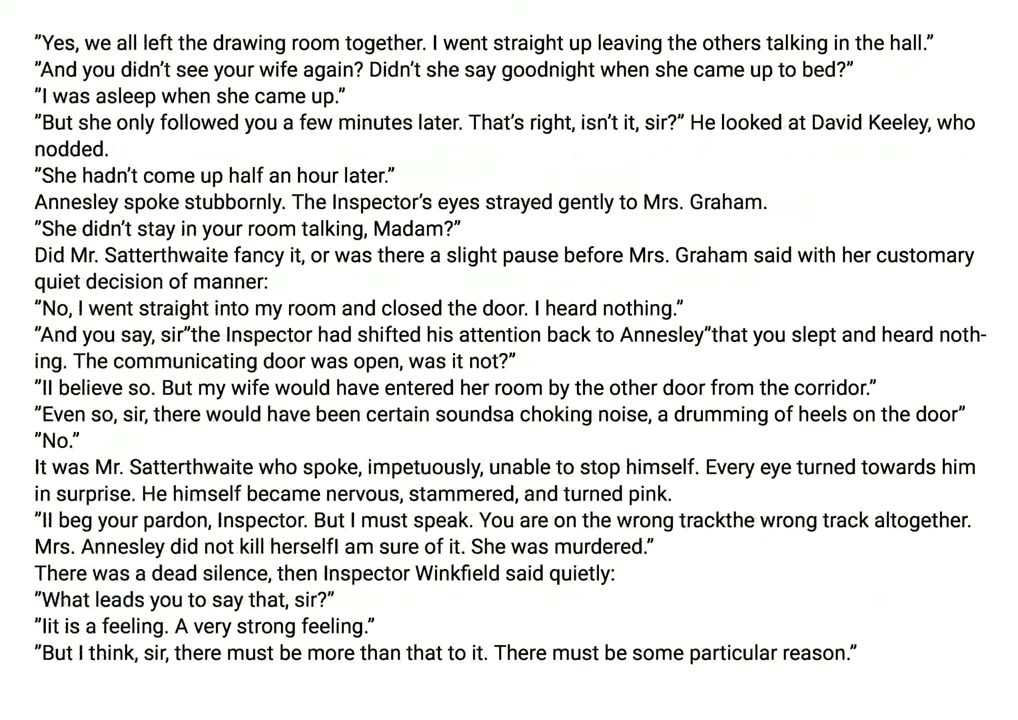 "Yes, we all left the drawing room together. I went straight up leaving the others talking in the hall."
"And you didn't see your wife again? Didn't she say goodnight when she came up to bed?"
"I was asleep when she came up."
"But she only followed you a few minutes later. That's right, isn't it, sir?" He looked at David Keeley, who
nodded.
"She hadn't come up half an hour later."
Annesley spoke stubbornly. The Inspector's eyes strayed gently to Mrs. Graham.
"She didn't stay in your room talking, Madam?"
Did Mr. Satterthwaite fancy it, or was there a slight pause before Mrs. Graham said with her customary
quiet decision of manner:
"No, I went straight into my room and closed the door. I heard nothing."
"And you say, sir"the Inspector had shifted his attention back to Annesley"that you slept and heard noth-
ing. The communicating door was open, was it not?"
"II believe so. But my wife would have entered her room by the other door from the corridor."
"Even so, sir, there would have been certain soundsa choking noise, a drumming of heels on the door"
"No."
It was Mr. Satterthwaite who spoke, impetuously, unable to stop himself. Every eye turned towards him
in surprise. He himself became nervous, stammered, and turned pink.
"II beg your pardon, Inspector. But I must speak. You are on the wrong trackthe wrong track altogether.
Mrs. Annesley did not kill herselfI am sure of it. She was murdered."
There was a dead silence, then Inspector Winkfield said quietly:
"What leads you to say that, sir?"
"Iit is a feeling. A very strong feeling."
"But I think, sir, there must be more than that to it. There must be some particular reason."